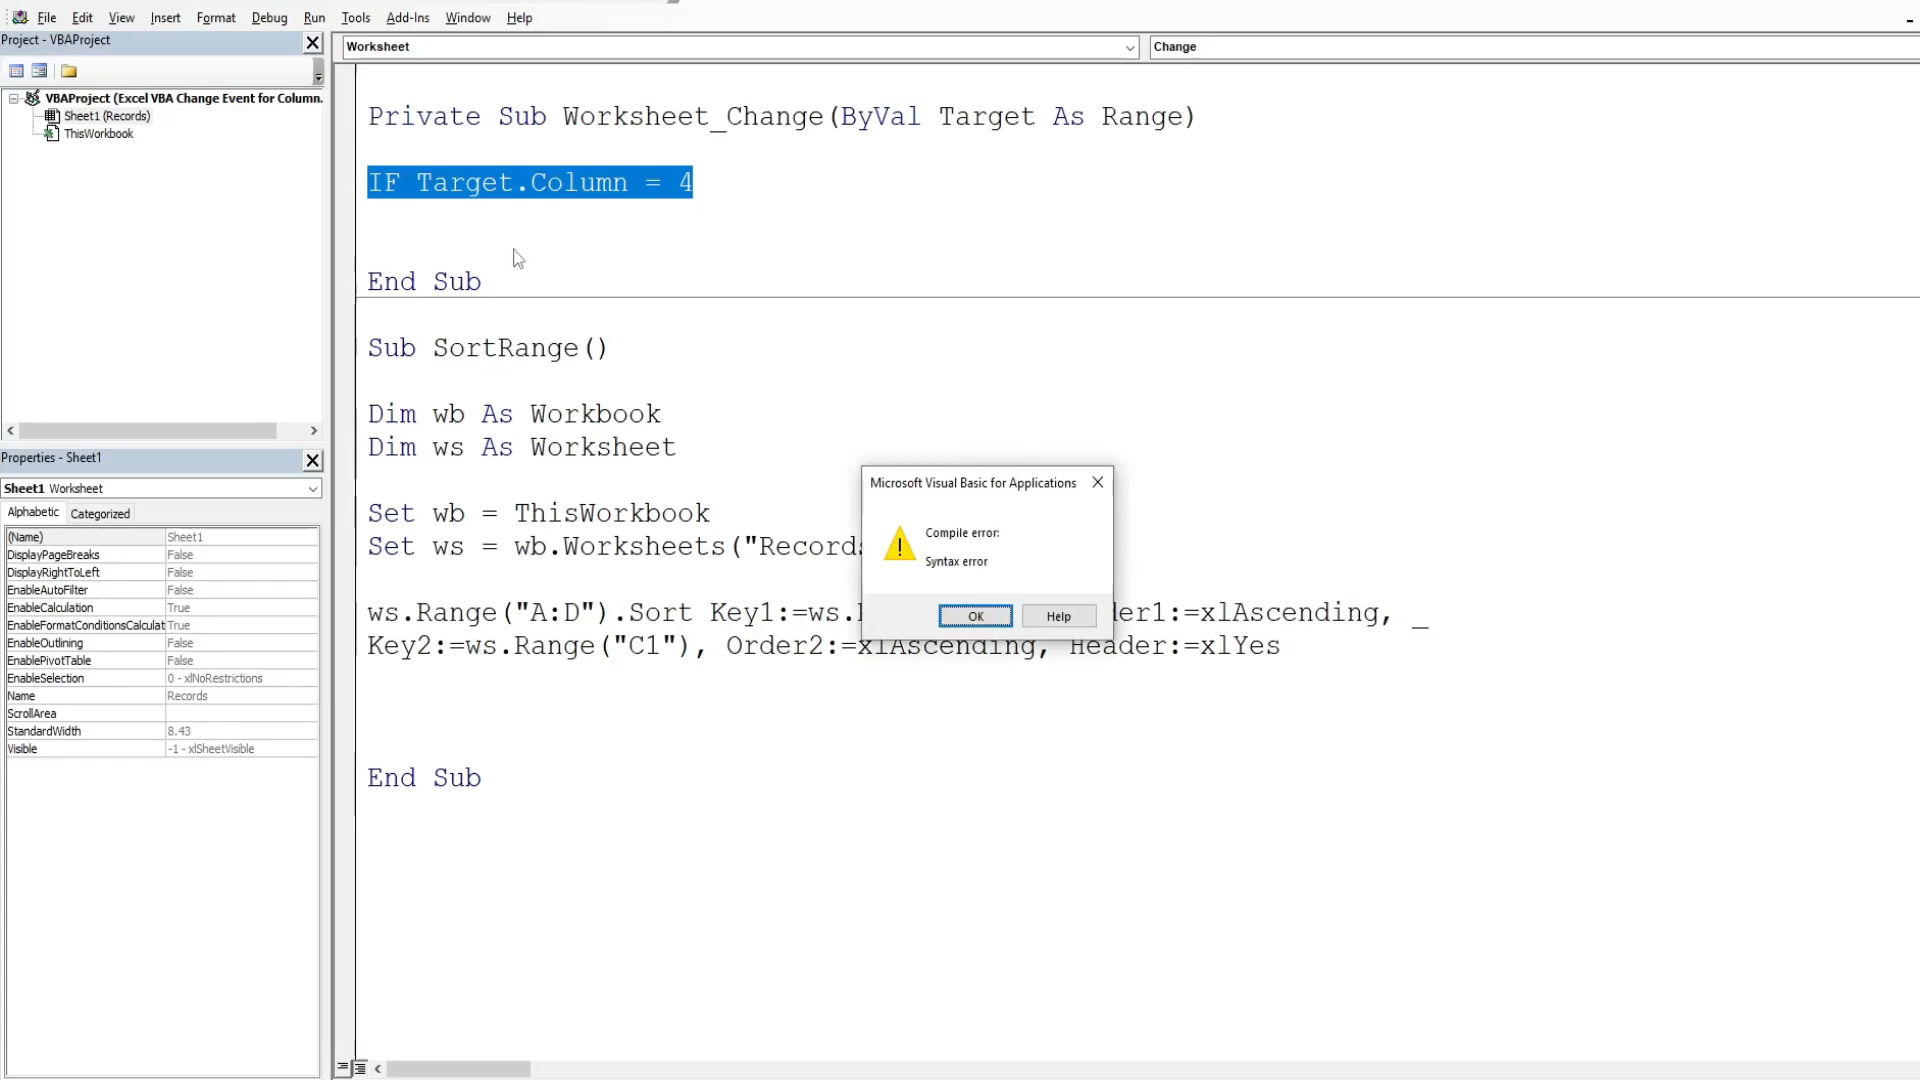 File Edit View Insert Format Debug Run Tools Add-Ins Window Help
Project - VBAProject
VBAProject (Excel VBA Change Event for Column.
Sheet1 (Records)
ThisWorkbook
Properties - Sheet1
Sheet1 Worksheet
Alphabetic Categorized
(Name) Sheet1
DisplayPageBreaks False
DisplayRightToLeft False
EnableAutoFilter False
EnableCalculation True
EnableFormatConditionsCalculat True
EnableOutlining False
EnablePivotTable False
EnableSelection 0 - xlNoRestrictions
Name Records
ScrollArea
StandardWidth 8.43
Visible -1 - xlSheetVisible
Worksheet Change
Private Sub Worksheet_Change(ByVal Target As Range)
IF Target.Column = 4
End Sub
Sub SortRange()
Dim wb As Workbook
Dim ws As Worksheet
Set wb = ThisWorkbook
Set ws = wb.Worksheets("Records
ws.Range("A:D").Sort Key1:=ws. der1:=xlAscending, _
Key2:=ws.Range("C1"), Order2:=xlAscending, Header:=xlYes
End Sub
Microsoft Visual Basic for Applications
Compile error:
Syntax error
OK Help